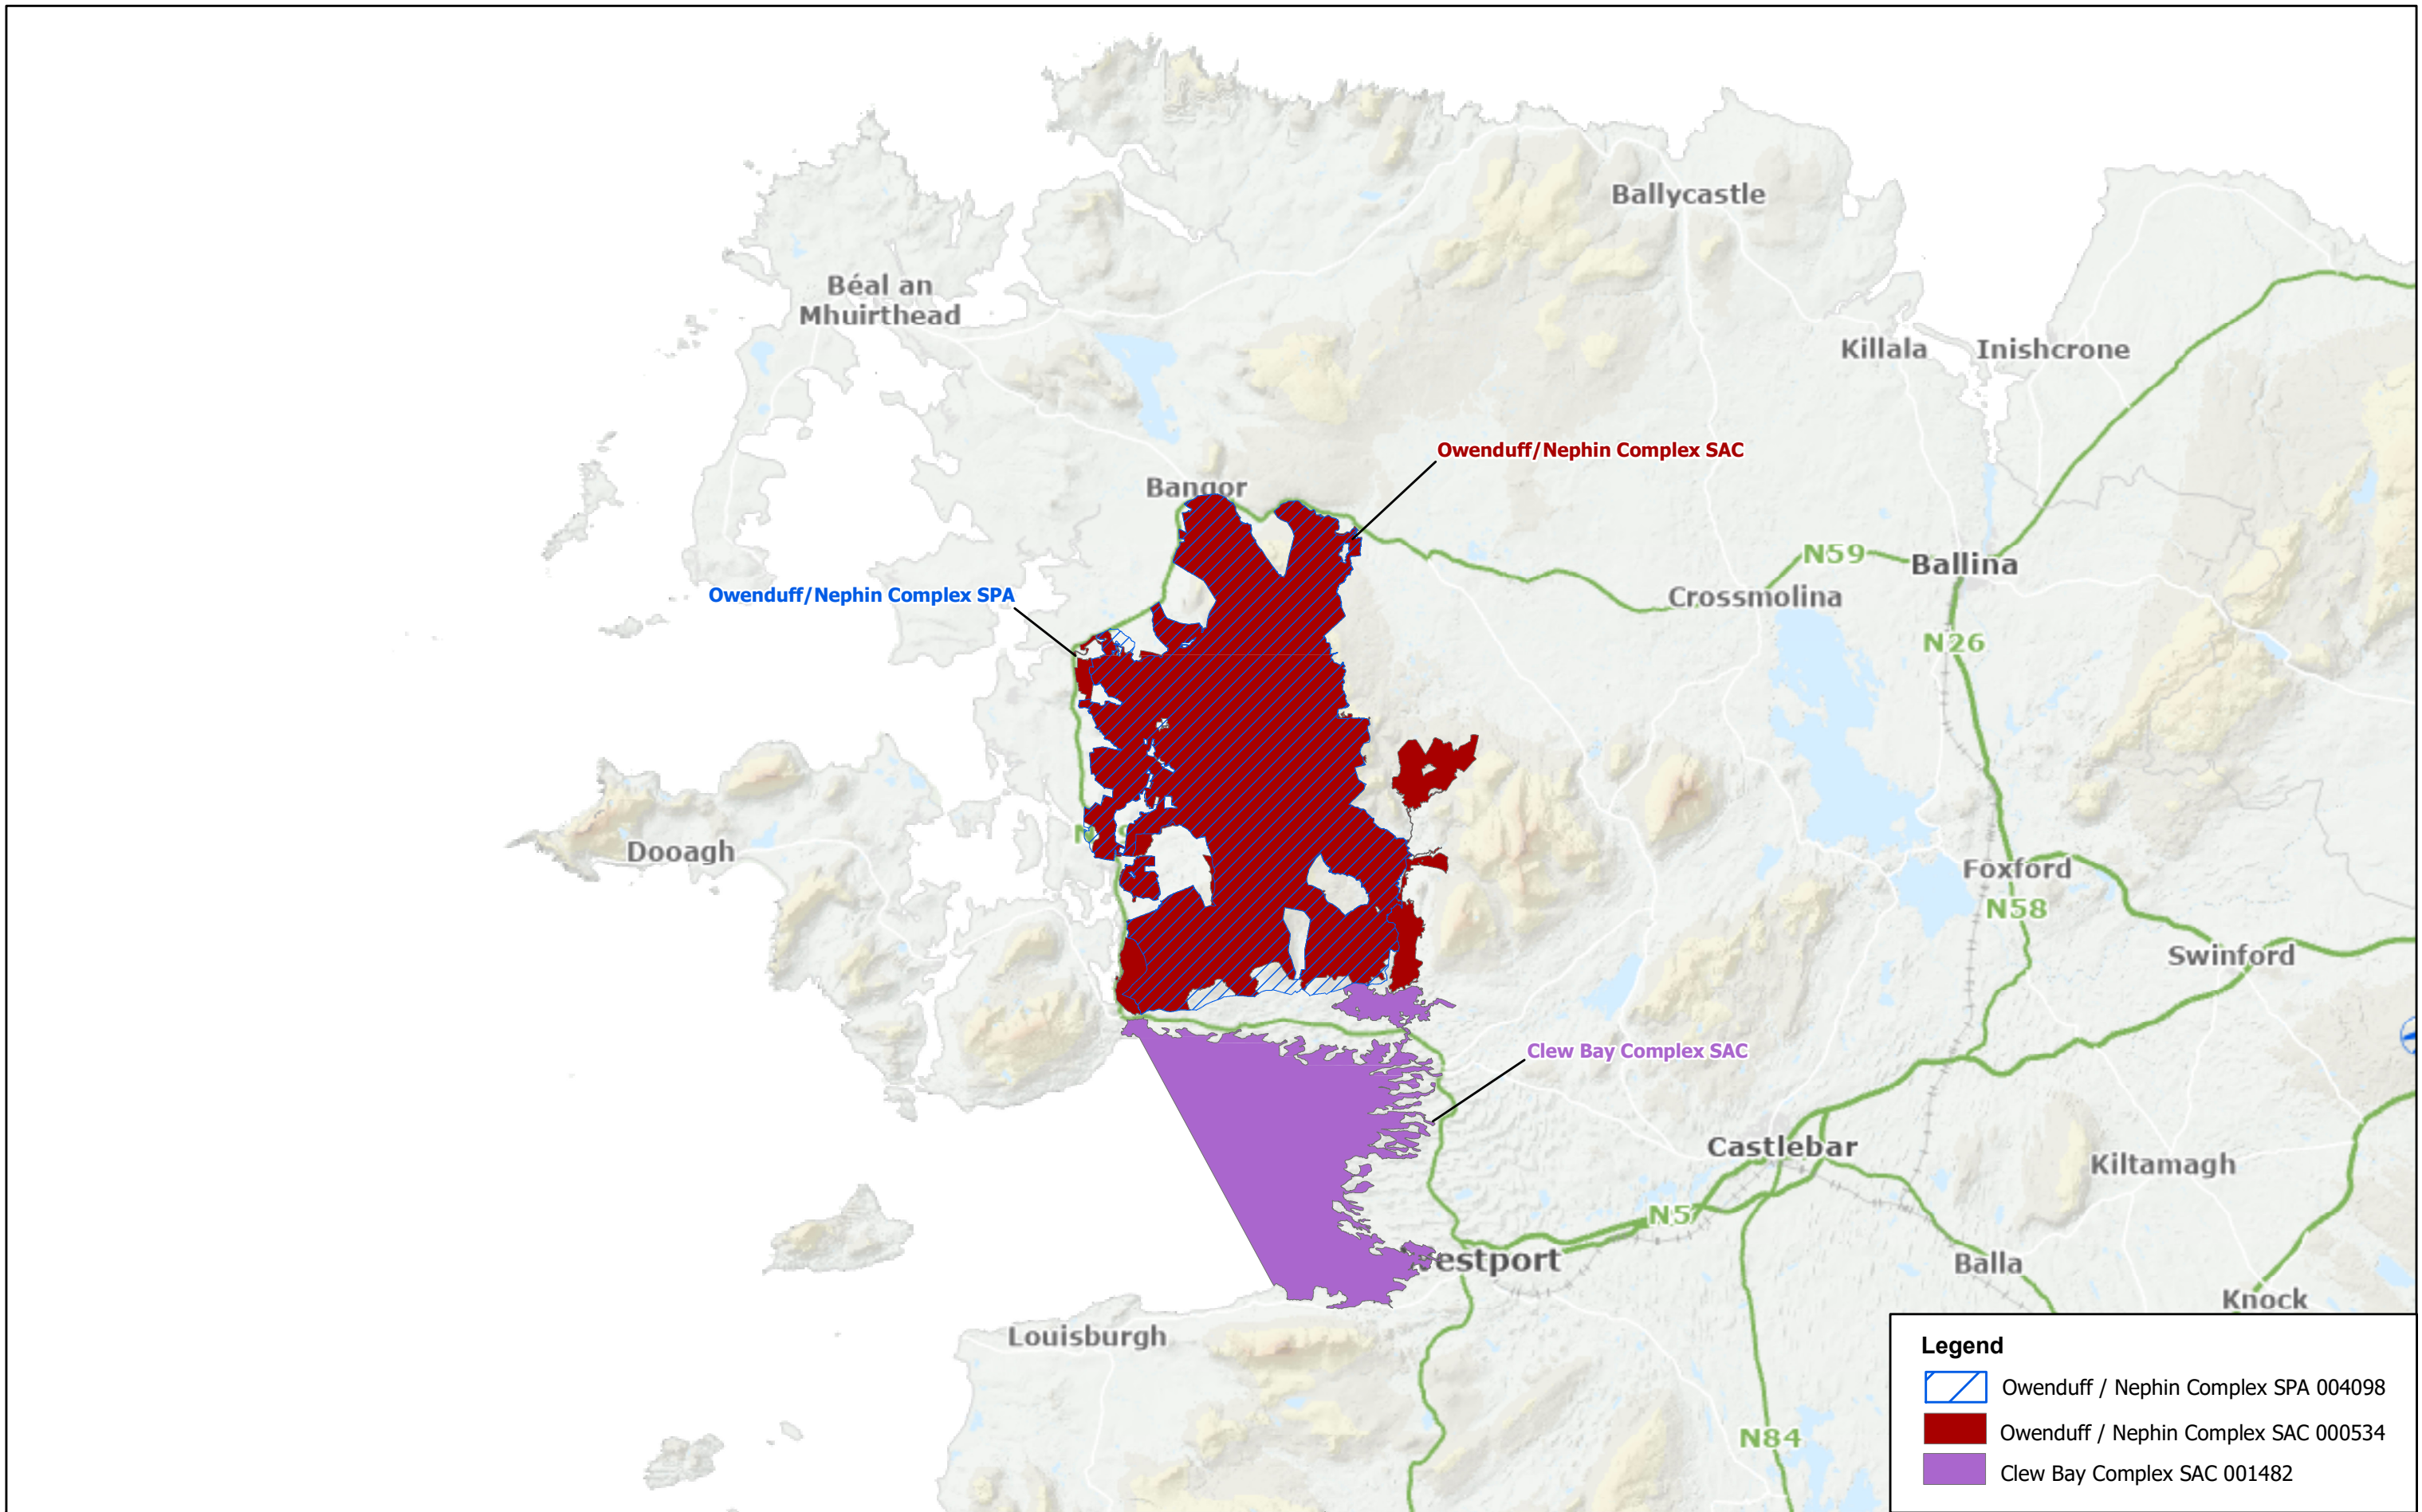 Ballycastle
Béal an
Mhuirthead
Killala
Inishcrone
Owenduff/Nephin Complex SAC
Bangor
N59
Ballina
Owenduff/Nephin Complex SPA
Crossmolina
N26
Dooagh
Foxford
N58
Swinford
Clew Bay Complex SAC
Castlebar
Kiltamagh
N5
estport
Balla
Knock
Louisburgh
Legend
Owenduff / Nephin Complex SPA 004098
Owenduff / Nephin Complex SAC 000534
Clew Bay Complex SAC 001482
N84